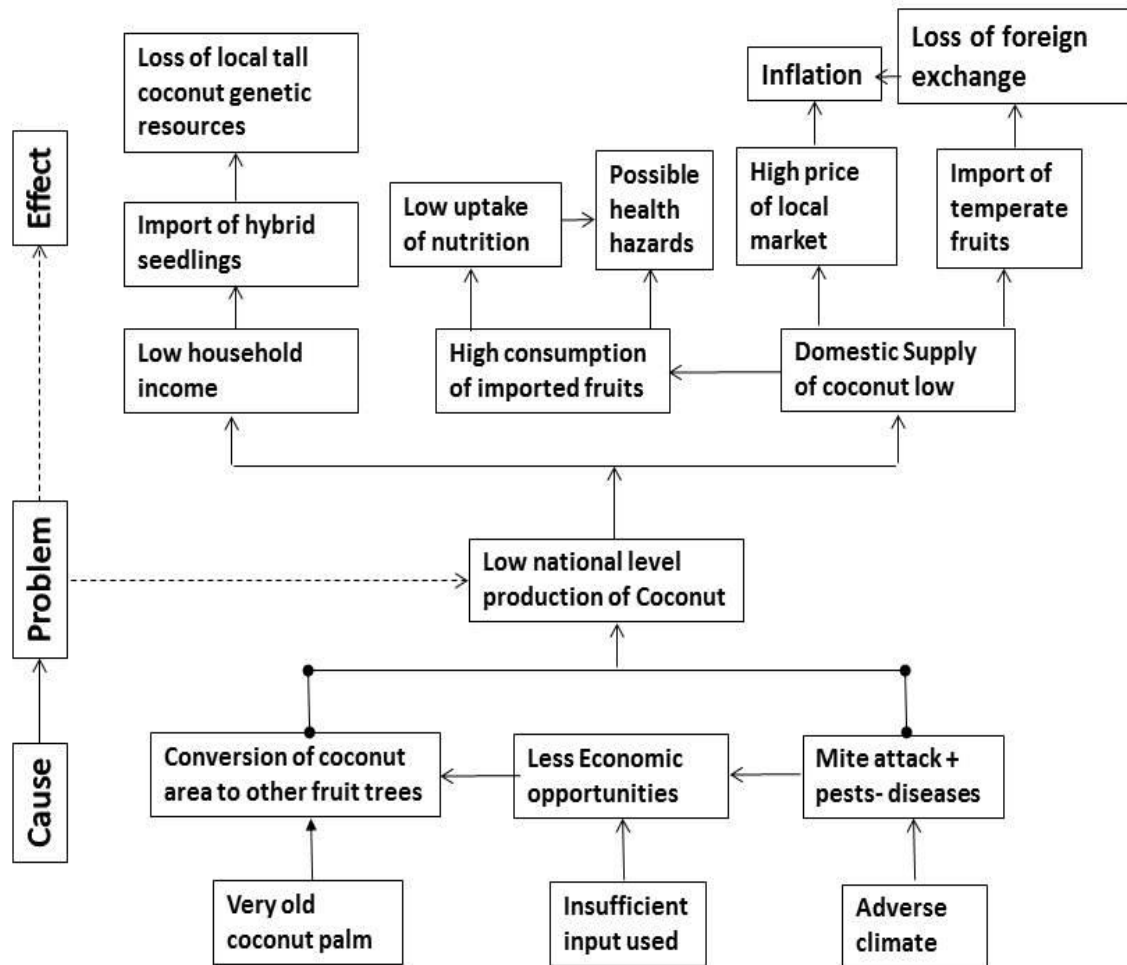 Loss of local tall
coconut genetic
resources
Inflation
Loss of foreign
exchange
Effect
Import of hybrid
seedlings
Low uptake
of nutrition
Possible
health
hazards
High price
of local
market
Import of
temperate
fruits
Low household
income
High consumption
of imported fruits
Domestic Supply
of coconut low
Problem
Low national level
production of Coconut
Cause
Conversion of coconut
area to other fruit trees
Less Economic
opportunities
Mite attack +
pests- diseases
Very old
coconut palm
Insufficient
input used
Adverse
climate